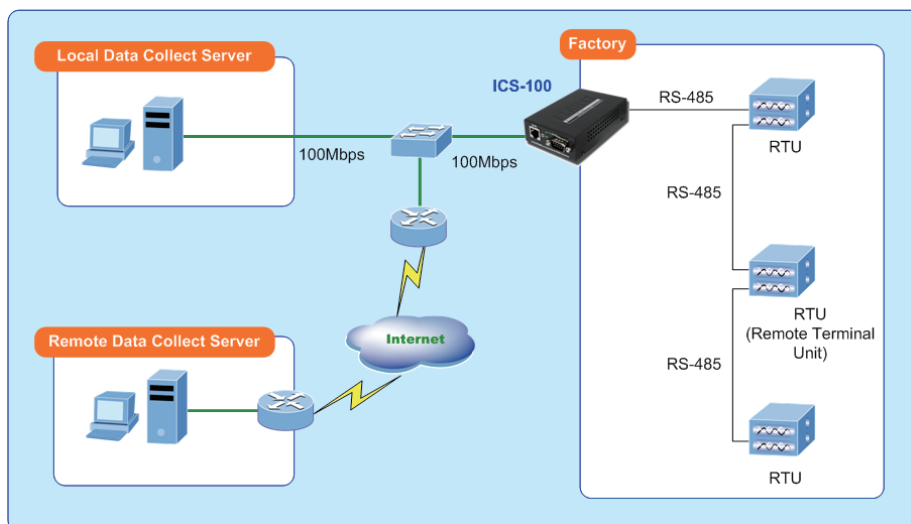 Local Data Collect Server
Factory
ICS-100
RS-485
RTU
100Mbps
100Mbps
RS-485
Internet
RTU
(Remote Terminal
Unit)
Remote Data Collect Server
RS-485
RTU